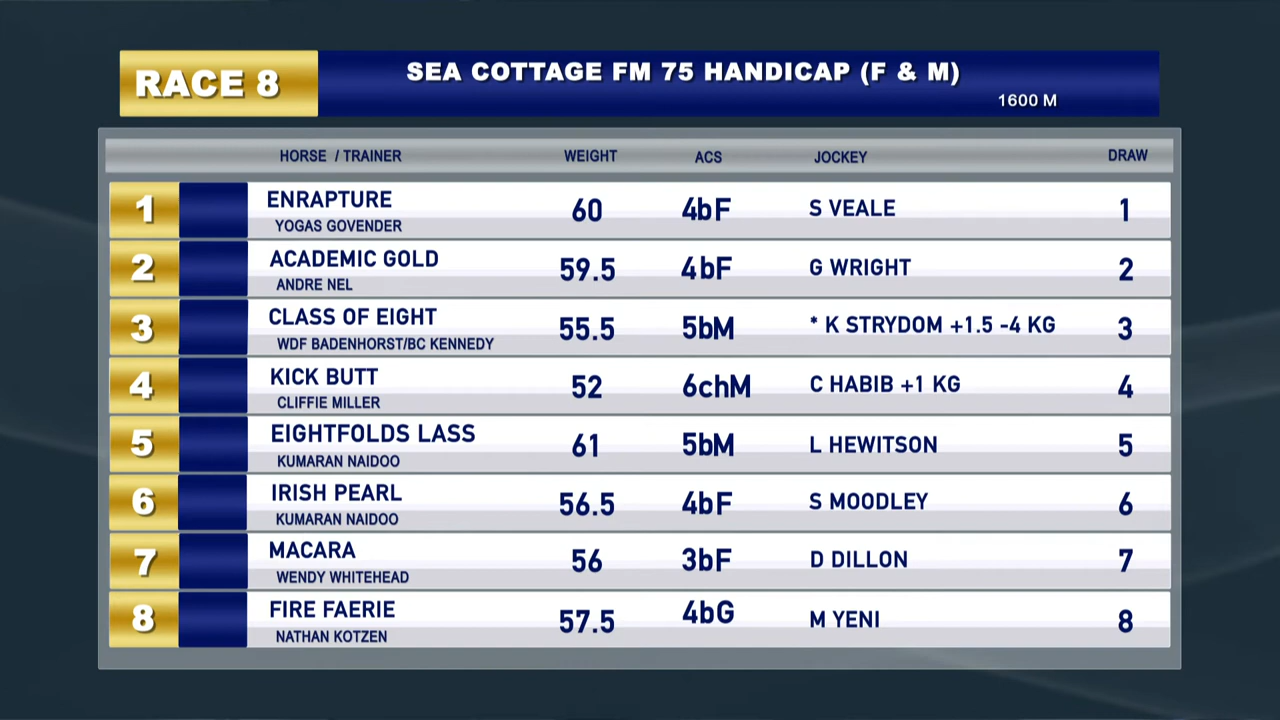 RACE 8
SEA COTTAGE FM 75 HANDICAP (F & M)
1600 M
HORSE / TRAINER WEIGHT ACS JOCKEY DRAW
1 ENRAPTURE 60 4bF S VEALE 1
YOGAS GOVENDER
2 ACADEMIC GOLD 59.5 4bF G WRIGHT 2
ANDRE NEL
3 CLASS OF EIGHT 55.5 5bM * K STRYDOM +1.5 -4 KG 3
WDF BADENHORST/BC KENNEDY
4 KICK BUTT 52 6chM C HABIB +1 KG 4
CLIFFIE MILLER
5 EIGHTFOLDS LASS 61 5bM L HEWITSON 5
KUMARAN NAIDOO
6 IRISH PEARL 56.5 4bF S MOODLEY 6
KUMARAN NAIDOO
7 MACARA 56 3bF D DILLON 7
WENDY WHITEHEAD
8 FIRE FAERIE 57.5 4bG M YENI 8
NATHAN KOTZEN